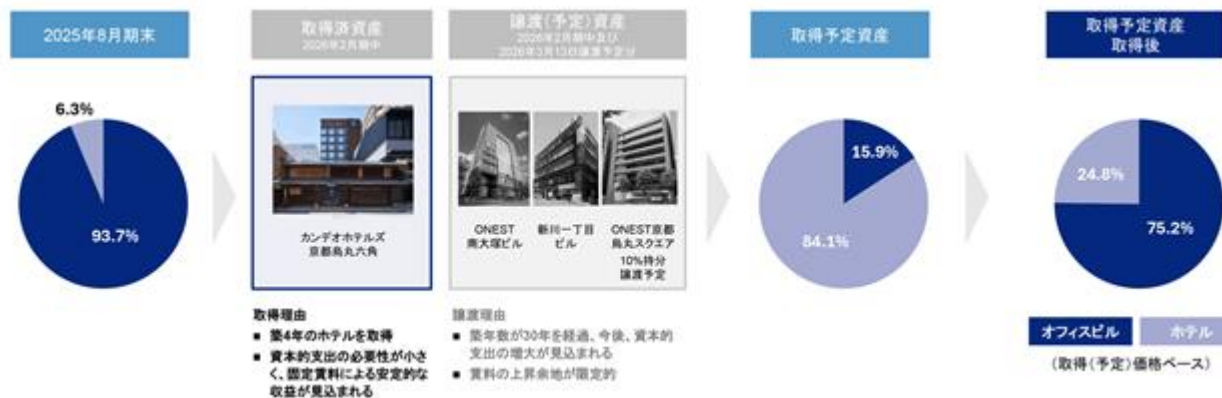 2025年8月期末
取得済資産
2026年2月期中
譲渡(予定)資産
2026年2月期中及び
2026年3月13日譲渡予定分
取得予定資産
取得予定資産
取得後
6.3%
93.7%
カンデオホテルズ
京都烏丸六角
ONEST
南大塚ビル
新川一丁目
ビル
ONEST京都
烏丸スクエア
10%持分
譲渡予定
15.9%
84.1%
24.8%
75.2%
取得理由
■ 築4年のホテルを取得
■ 資本的支出の必要性が小さ
く、固定賃料による安定的な
収益が見込まれる
譲渡理由
■ 築年数が30年を経過、今後、資本的
支出の増大が見込まれる
■ 賃料の上昇余地が限定的
オフィスビル
ホテル
(取得(予定)価格ベース)